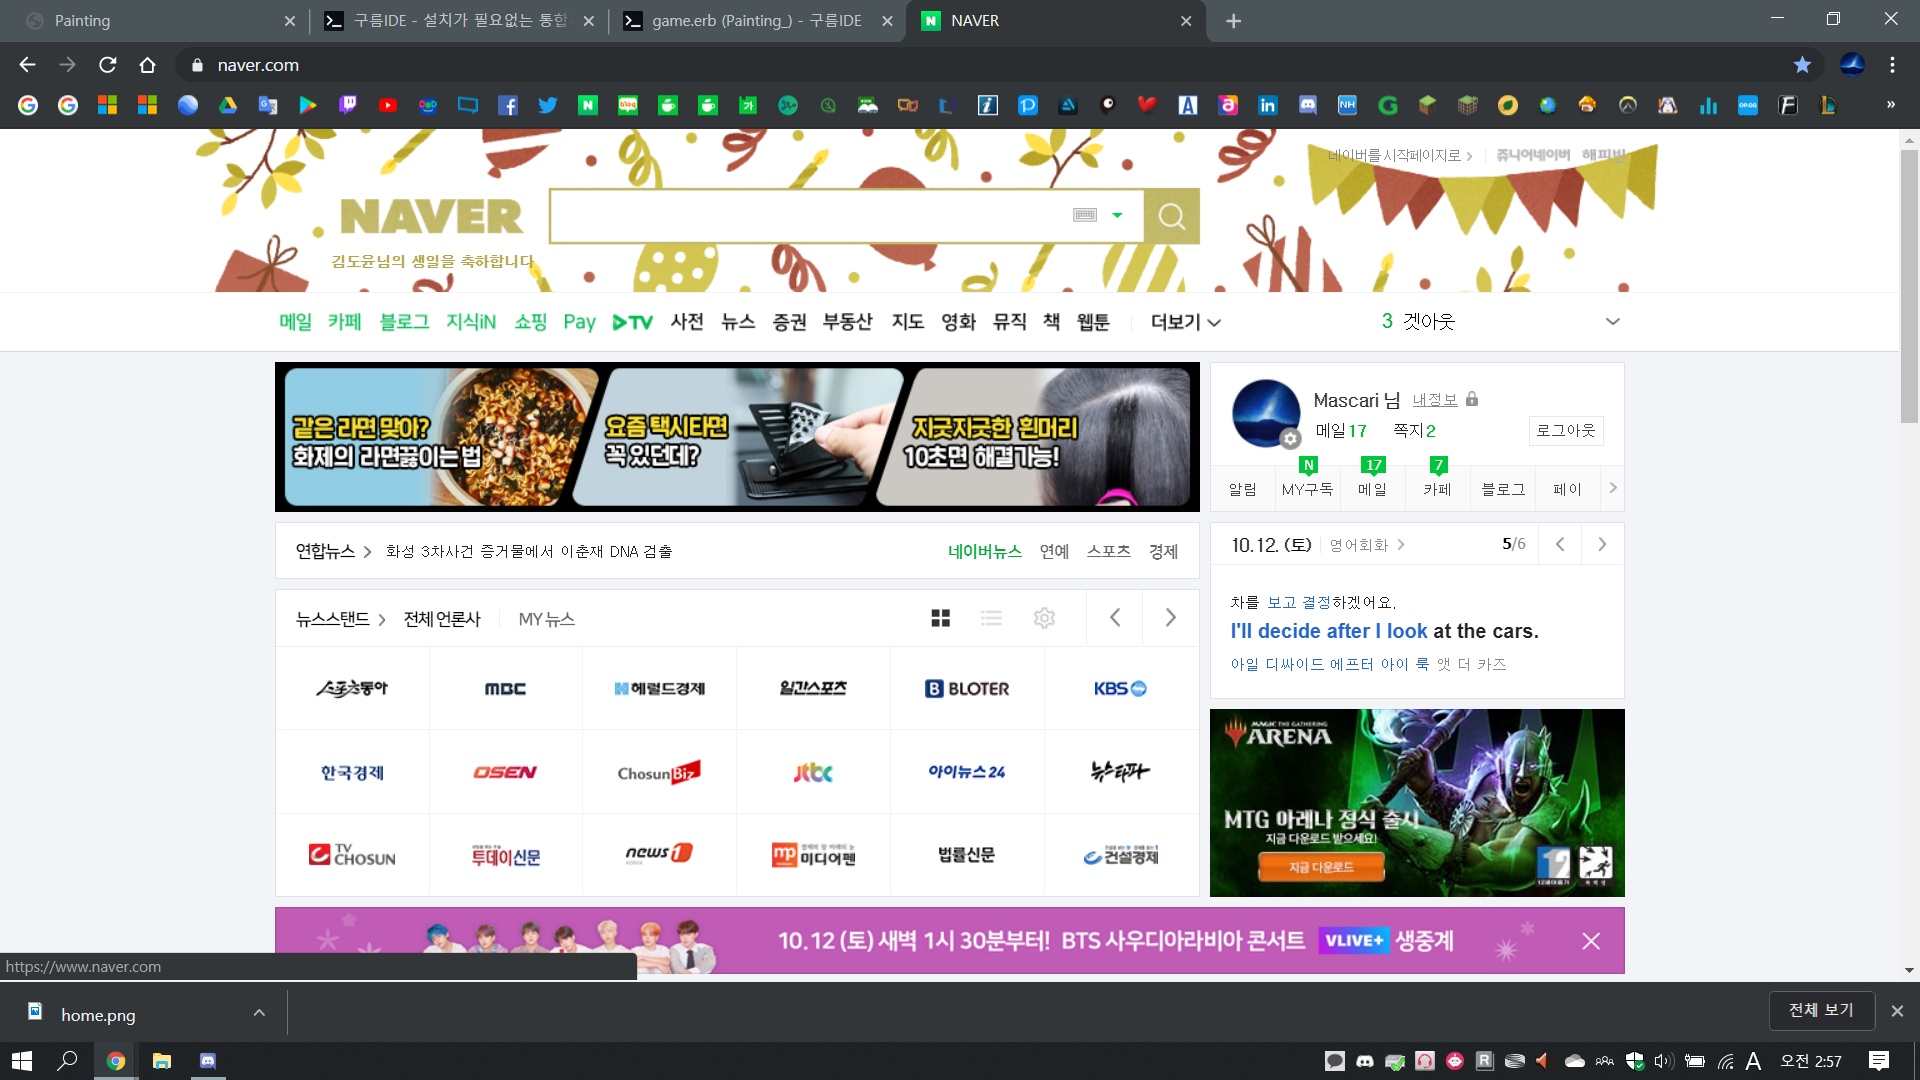 Painting
구름IDE - 설치가 필요없는 통합
game.erb (Painting_) - 구름IDE
NAVER
naver.com
네이버를 시작페이지로
쥬니어네이버
NAVER
김도윤님의 생일을 축하합니다
메일 카페 블로그 지식iN 쇼핑 Pay TV 사전 뉴스 증권 부동산 지도 영화 뮤직 책 웹툰 더보기
3 겟아웃
같은 라면 맞아?
화제의 라면끓이는 법
요즘 택시타면
꼭 있던데?
지긋지긋한 흰머리
10초면 해결가능!
Mascari 님 내정보
메일 17 쪽지 2
로그아웃
N 17 7
알림 MY구독 메일 카페 블로그 페이
연합뉴스 화성 3차사건 증거물에서 이춘재 DNA 검출
네이버뉴스 연예 스포츠 경제
10.12. (토) 영어회화 5/6
차를 보고 결정하겠어요.
I'll decide after I look at the cars.
아일 디싸이드 에프터 아이 룩 앳 더 카즈
뉴스스탠드 전체 언론사 MY 뉴스
스포츠동아 MBC 헤럴드경제 일간스포츠 B BLOTER KBS
한국경제 OSEN ChosunBiz jtbc 아이뉴스24 뉴스타파
TV CHOSUN 투데이신문 news1 mp 미디어펜 법률신문 e건설경제
MAGIC THE GATHERING
ARENA
MTG 아레나 정식 출시
지금 다운로드 받으세요!
지금 다운로드
12
10.12 (토) 새벽 1시 30분부터! BTS 사우디아라비아 콘서트 VLIVE+ 생중계
https://www.naver.com
home.png
전체 보기
A 오전 2:57